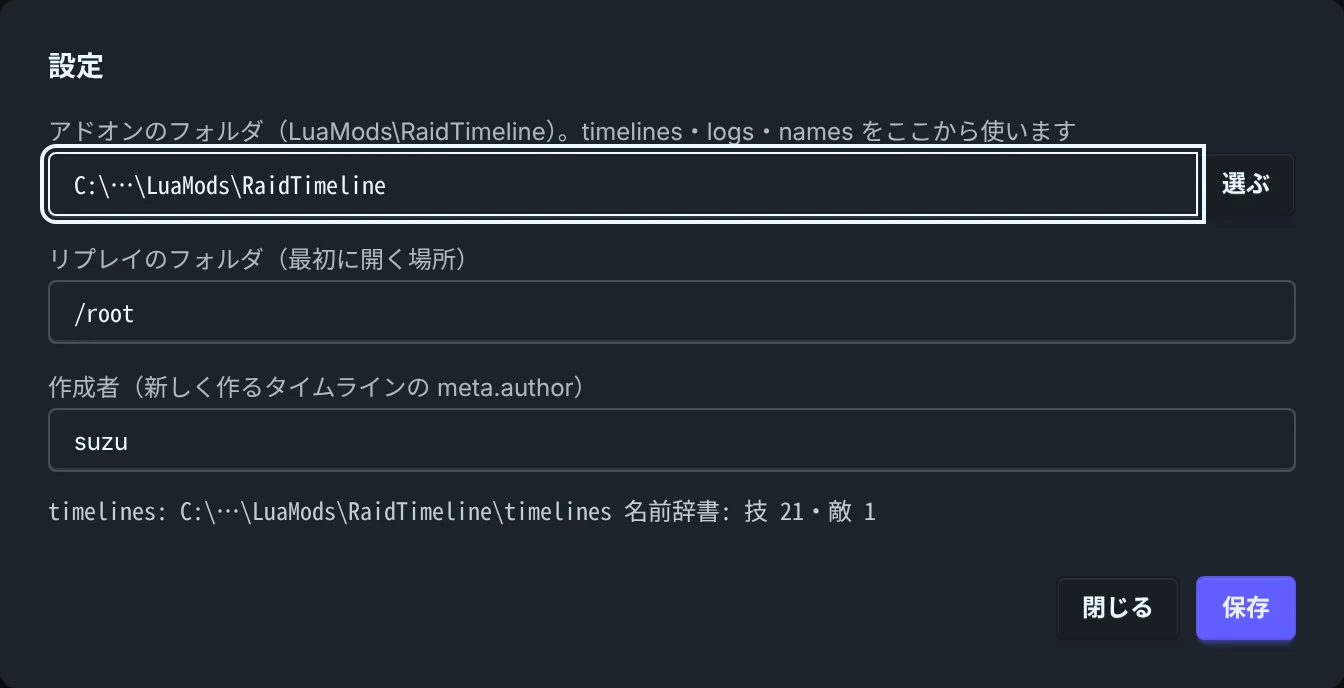 設定
アドオンのフォルダ（LuaMods\RaidTimeline）。timelines・logs・names をここから使います
C:\…\LuaMods\RaidTimeline
選ぶ
リプレイのフォルダ（最初に開く場所）
/root
作成者（新しく作るタイムラインの meta.author）
suzu
timelines: C:\…\LuaMods\RaidTimeline\timelines 名前辞書: 技 21・敵 1
閉じる
保存